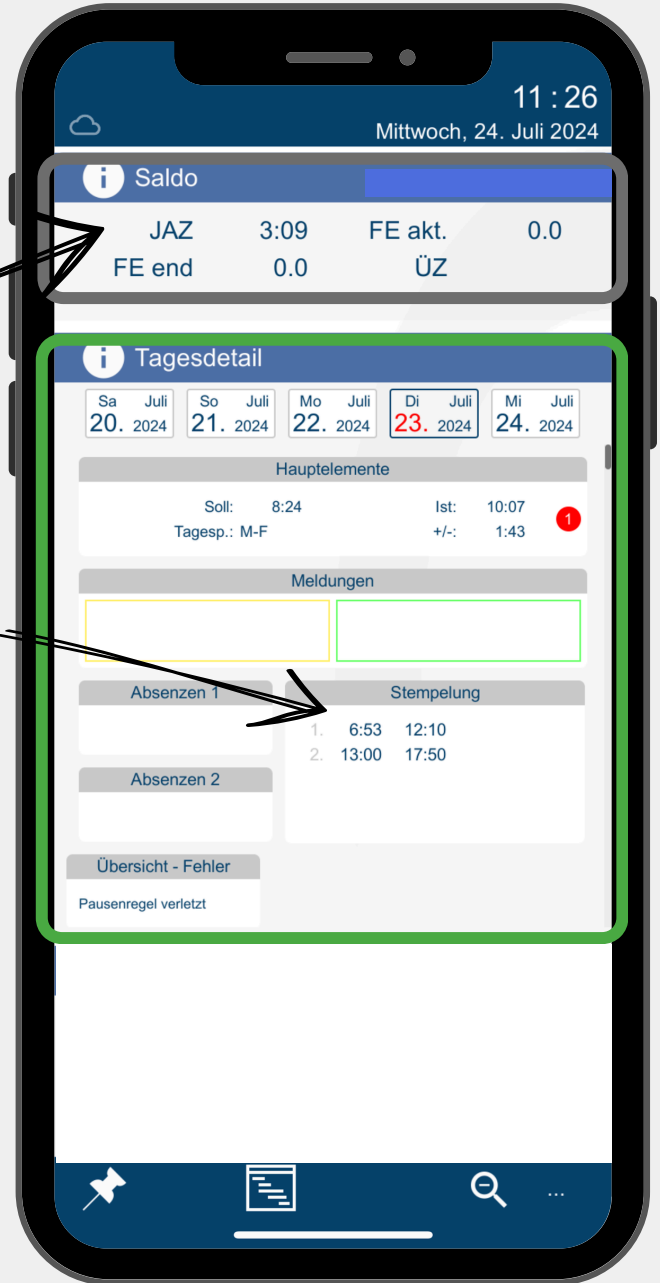 11 : 26
Mittwoch, 24. Juli 2024
i Saldo
JAZ 3:09 FE akt. 0.0
FE end 0.0 ÜZ
i Tagesdetail
Sa Juli So Juli Mo Juli Di Juli Mi Juli
20. 2024 21. 2024 22. 2024 23. 2024 24. 2024
Hauptelemente
Soll: 8:24 Ist: 10:07
1
Tagesp.: M-F +/-: 1:43
Meldungen
Absenzen 1 Stempelung
1. 6:53 12:10
2. 13:00 17:50
Absenzen 2
Übersicht - Fehler
Pausenregel verletzt
...